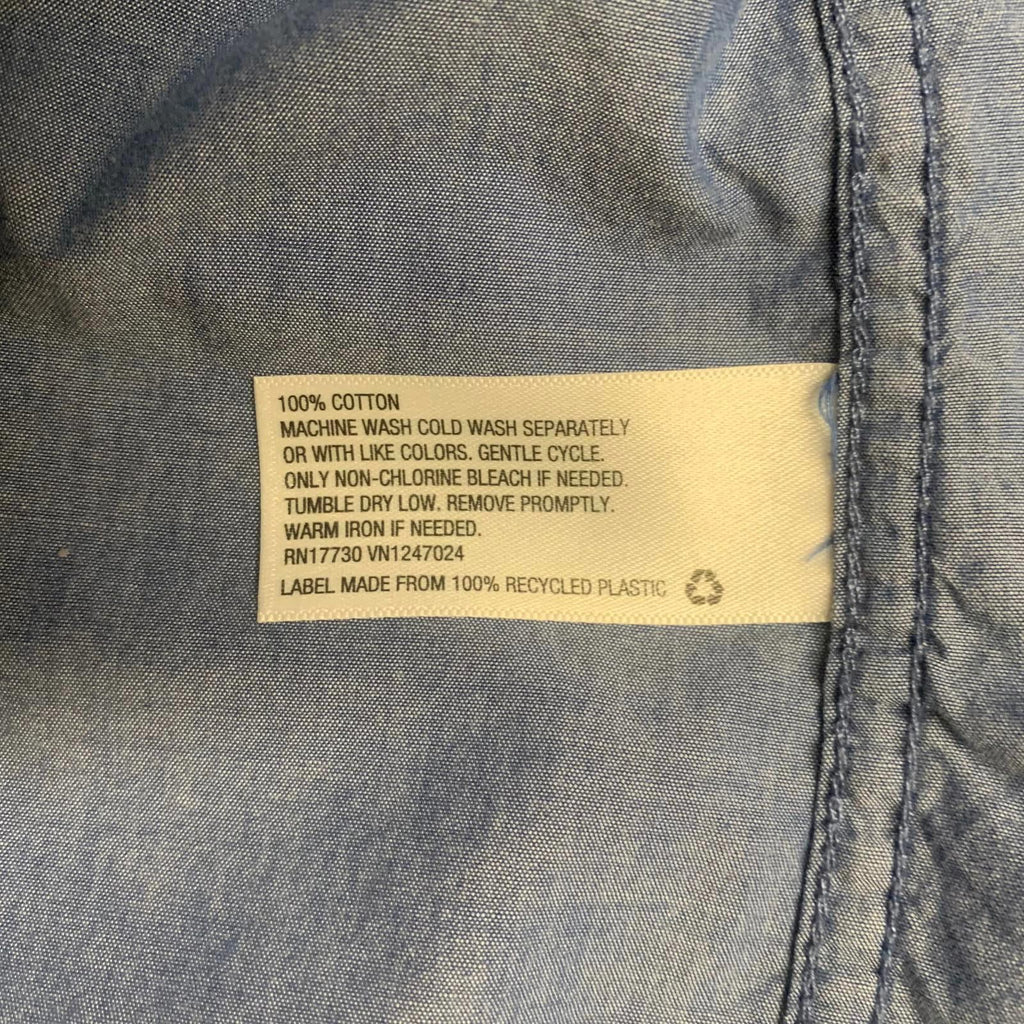 100% COTTON
MACHINE WASH COLD WASH SEPARATELY
OR WITH LIKE COLORS. GENTLE CYCLE.
ONLY NON-CHLORINE BLEACH IF NEEDED.
TUMBLE DRY LOW. REMOVE PROMPTLY.
WARM IRON IF NEEDED.
RN17730 VN1247024
LABEL MADE FROM 100% RECYCLED PLASTIC